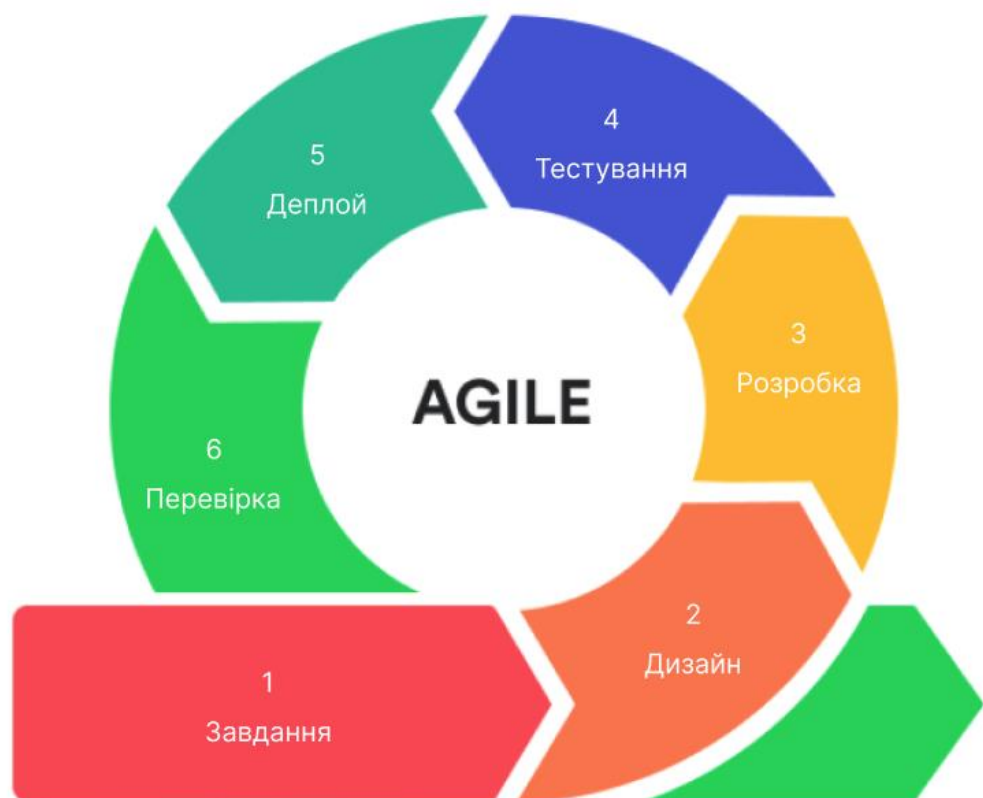 AGILE
1
Завдання
2
Дизайн
3
Розробка
4
Тестування
5
Деплой
6
Перевірка